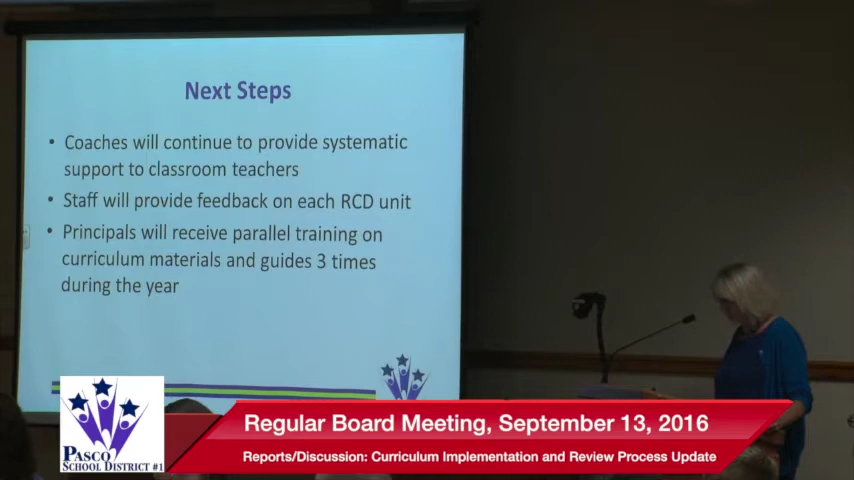 Next Steps
• Coaches will continue to provide systematic
support to classroom teachers
• Staff will provide feedback on each RCD unit
• Principals will receive parallel training on
curriculum materials and guides 3 times
during the year
PASCO
SCHOOL DISTRICT #1
Regular Board Meeting, September 13, 2016
Reports/Discussion: Curriculum Implementation and Review Process Update